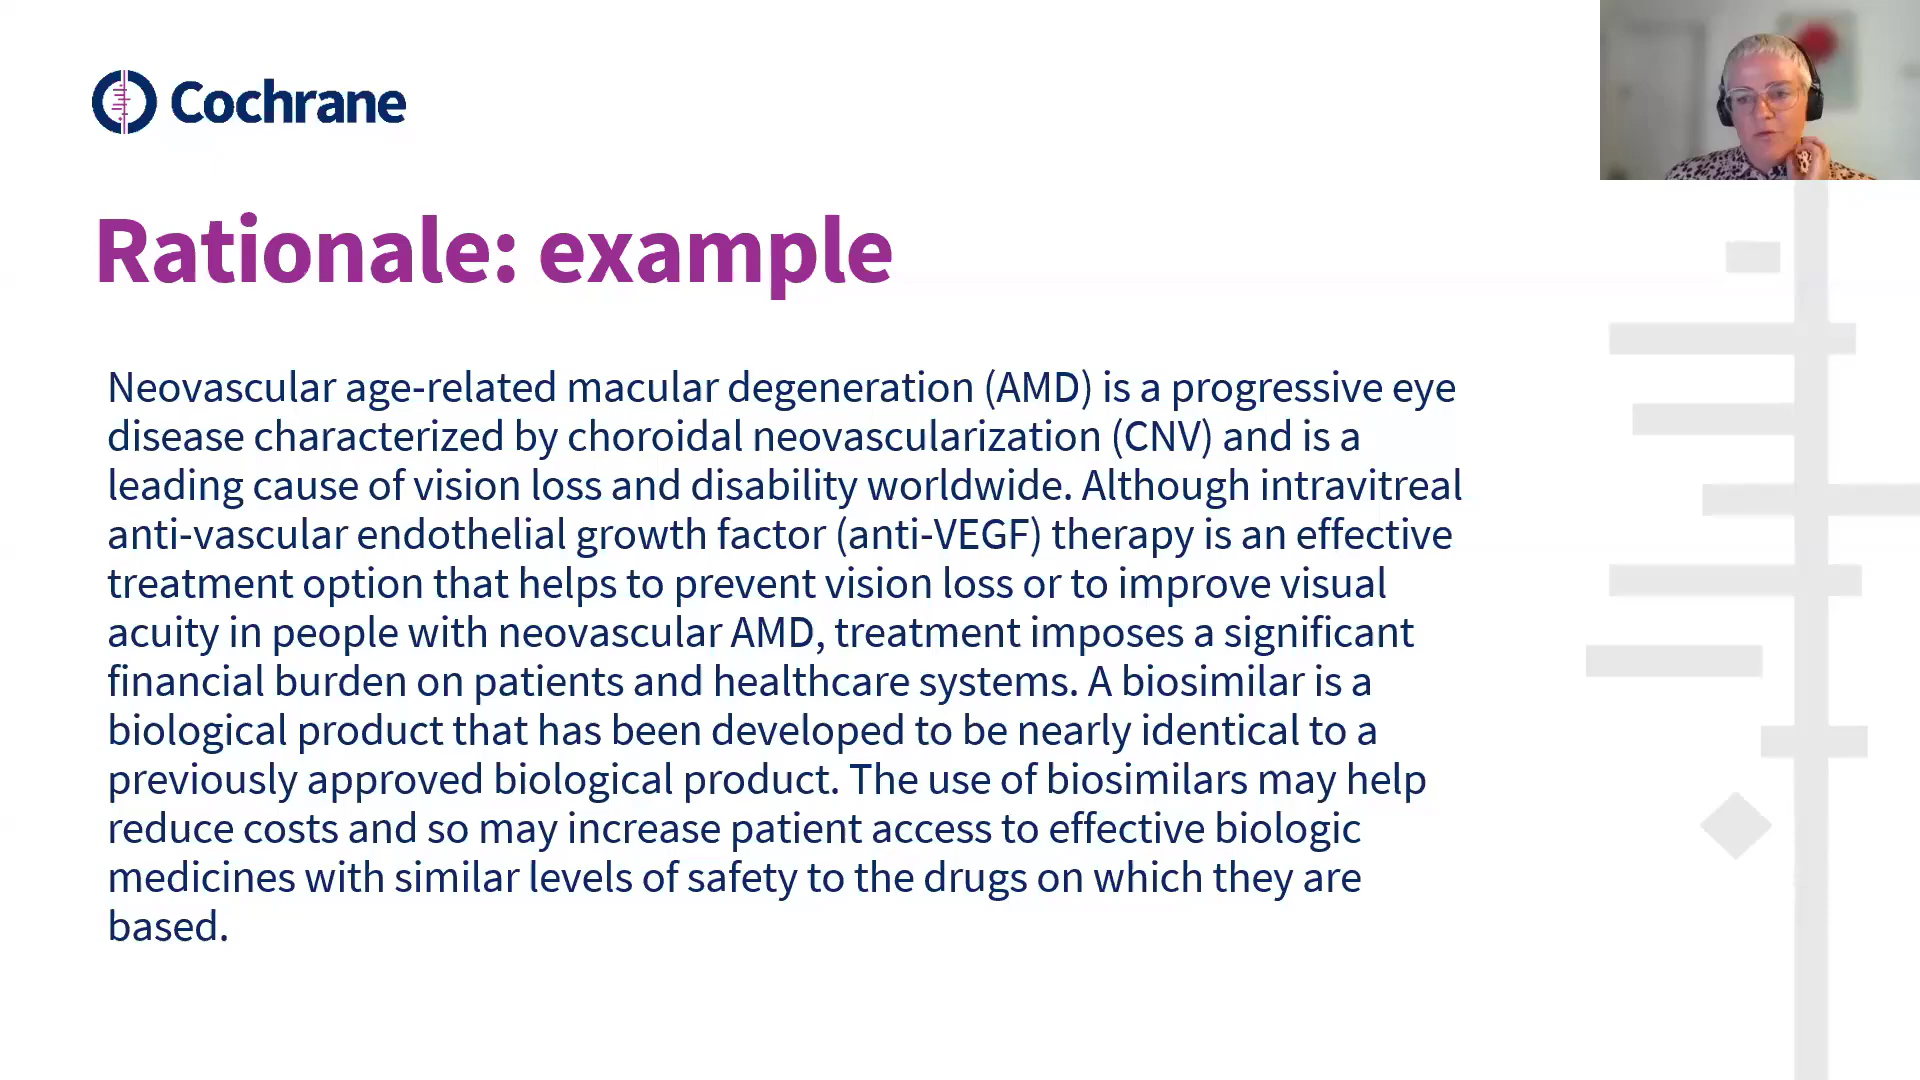 Cochrane
Rationale: example
Neovascular age-related macular degeneration (AMD) is a progressive eye
disease characterized by choroidal neovascularization (CNV) and is a
leading cause of vision loss and disability worldwide. Although intravitreal
anti-vascular endothelial growth factor (anti-VEGF) therapy is an effective
treatment option that helps to prevent vision loss or to improve visual
acuity in people with neovascular AMD, treatment imposes a significant
financial burden on patients and healthcare systems. A biosimilar is a
biological product that has been developed to be nearly identical to a
previously approved biological product. The use of biosimilars may help
reduce costs and so may increase patient access to effective biologic
medicines with similar levels of safety to the drugs on which they are
based.